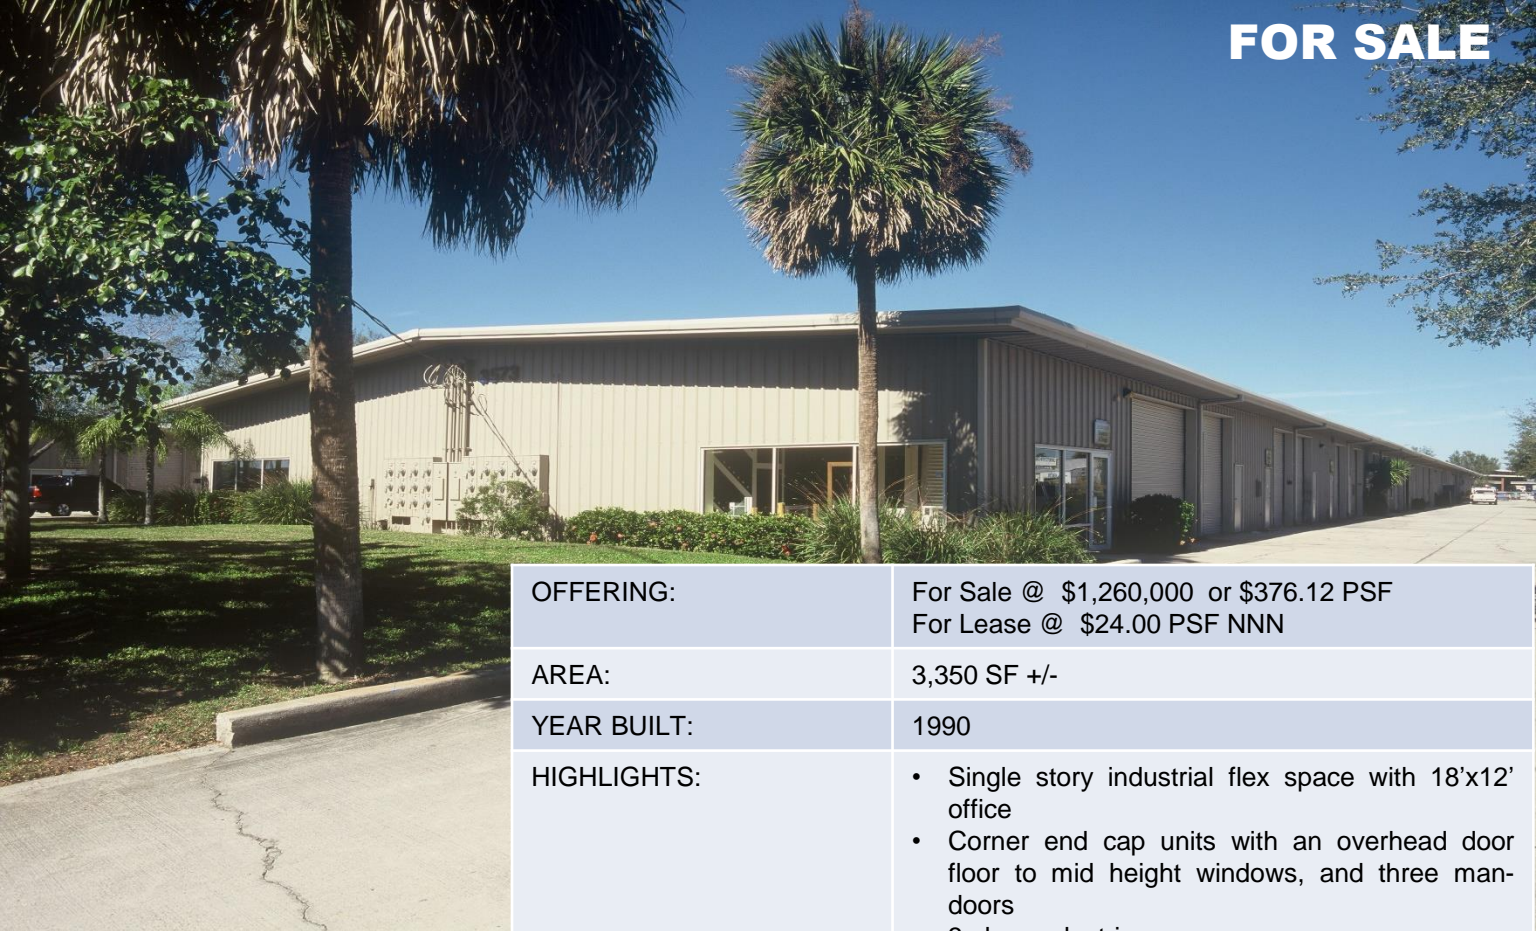 FOR SALE
3573
OFFERING:
For Sale @ $1,260,000 or $376.12 PSF
For Lease @ $24.00 PSF NNN
AREA:
3,350 SF +/-
YEAR BUILT:
1990
HIGHLIGHTS:
• Single story industrial flex space with 18’x12’
office
• Corner end cap units with an overhead door
floor to mid height windows, and three man-
doors